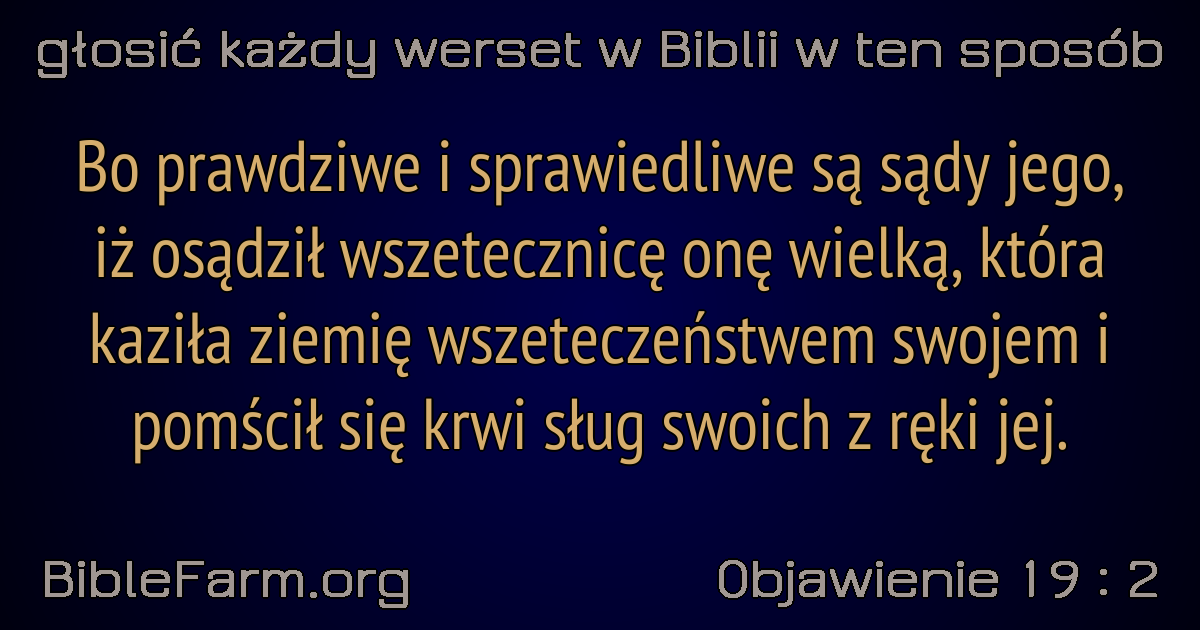 głosić każdy werset w Biblii w ten sposób
Bo prawdziwe i sprawiedliwe są sądy jego,
iż osądził wszetecznicę onę wielką, która
kaziła ziemię wszeteczeństwem swojem i
pomścił się krwi sług swoich z ręki jej.
BibleFarm.org
Objawienie 19 : 2